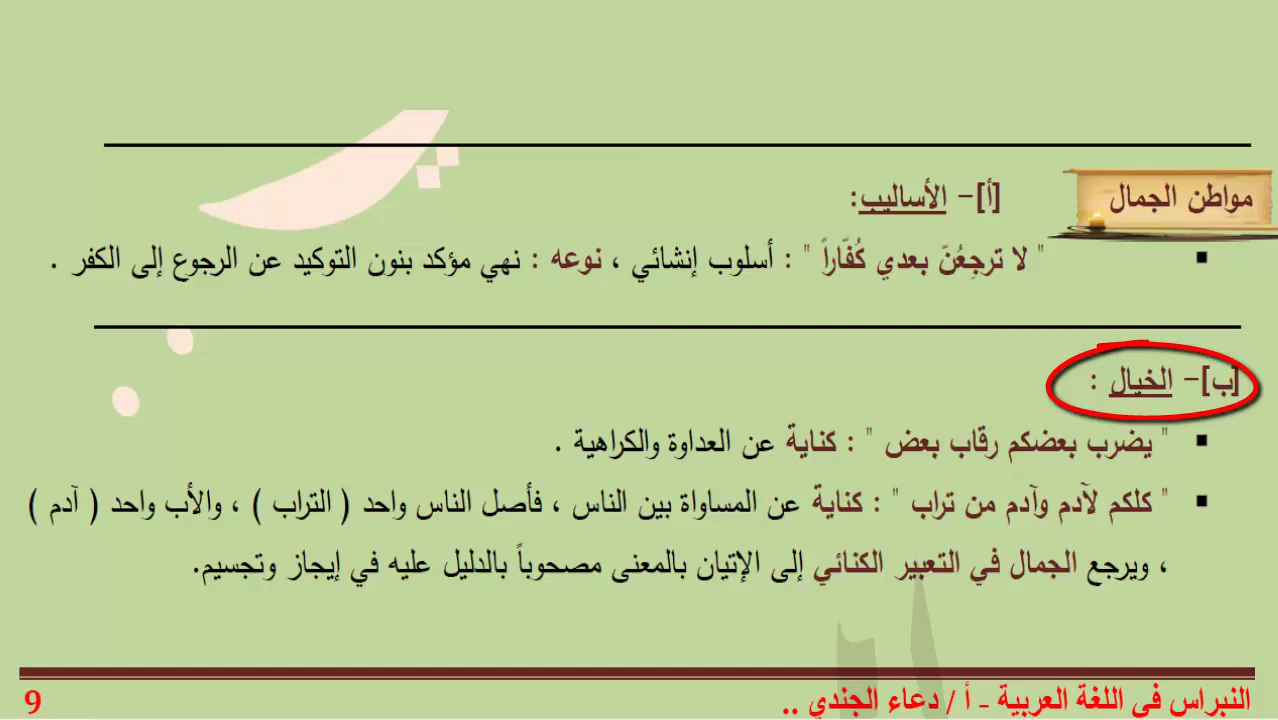 مواطن الجمال
[أ]- الأساليب:
▪ " لا ترجِعُنّ بعدي كُفّاراً " : أسلوب إنشائي ، نوعه : نهي مؤكد بنون التوكيد عن الرجوع إلى الكفر .
[ب]- الخيال :
▪ " يضرب بعضكم رقاب بعض " : كناية عن العداوة والكراهية .
▪ " كلكم لآدم وآدم من تراب " : كناية عن المساواة بين الناس ، فأصل الناس واحد ( التراب ) ، والأب واحد ( آدم )
، ويرجع الجمال في التعبير الكنائي إلى الإتيان بالمعنى مصحوباً بالدليل عليه في إيجاز وتجسيم.
النبراس فى اللغة العربية - أ / دعاء الجندي .. 9